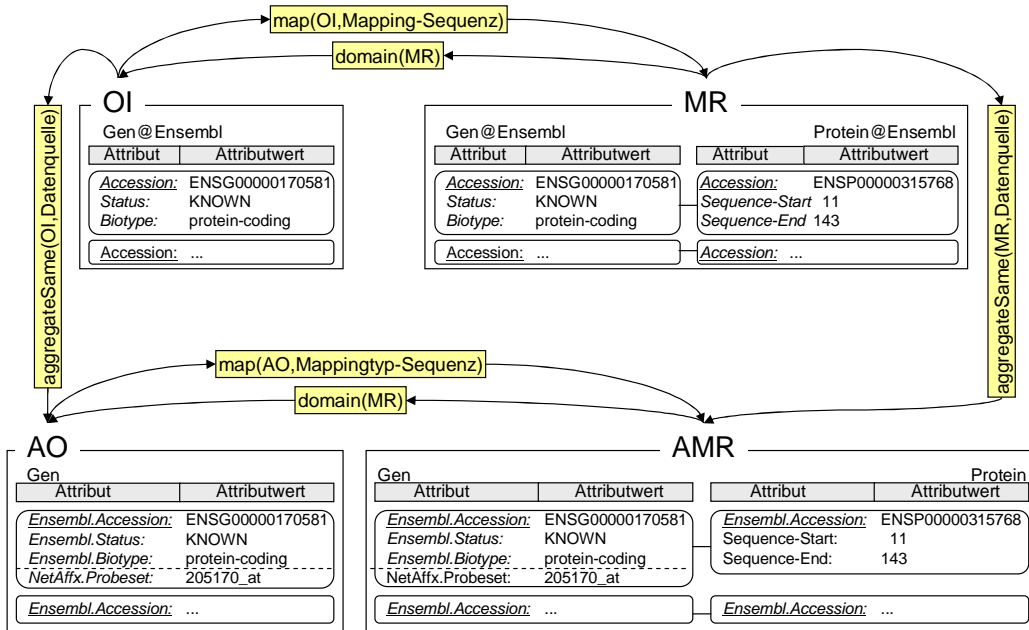 map(OI,Mapping-Sequenz)
domain(MR)
aggregateSame(OI,Datenquelle)
aggregateSame(MR,Datenquelle)
OI
Gen@Ensembl
Attribut Attributwert
Accession: ENSG00000170581
Status: KNOWN
Biotype: protein-coding
Accession: ...
MR
Gen@Ensembl Protein@Ensembl
Attribut Attributwert Attribut Attributwert
Accession: ENSG00000170581 Accession: ENSP00000315768
Status: KNOWN Sequence-Start 11
Biotype: protein-coding Sequence-End 143
Accession: ... Accession: ...
map(AO,Mappingtyp-Sequenz)
domain(MR)
AO
Gen
Attribut Attributwert
Ensembl.Accession: ENSG00000170581
Ensembl.Status: KNOWN
Ensembl.Biotype: protein-coding
NetAffx.Probeset: 205170_at
Ensembl.Accession: ...
AMR
Gen Protein
Attribut Attributwert Attribut Attributwert
Ensembl.Accession: ENSG00000170581 Ensembl.Accession: ENSP00000315768
Ensembl.Status: KNOWN Sequence-Start: 11
Ensembl.Biotype: protein-coding Sequence-End: 143
NetAffx.Probeset: 205170_at
Ensembl.Accession: ... Ensembl.Accession: ...